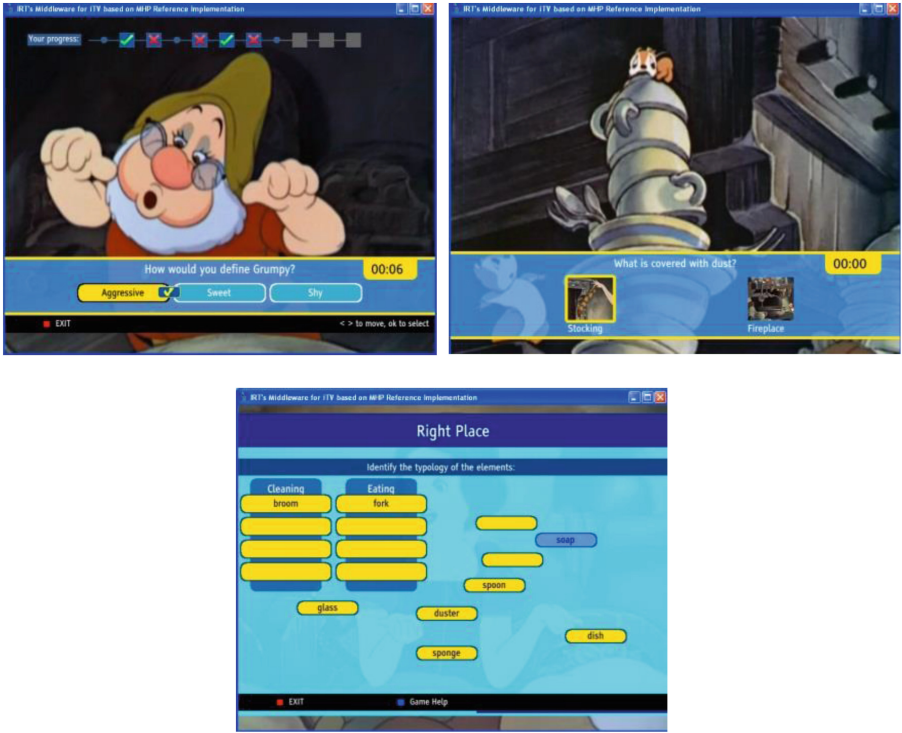 IRT's Middleware for iTV based on MHP Reference Implementation
Your progress:
How would you define Grumpy?
00:06
Aggressive Sweet Shy
EXIT
< > to move, ok to select
IRT's Middleware for iTV based on MHP Reference Implementation
What is covered with dust?
00:00
Stocking Fireplace
IRT's Middleware for iTV based on MHP Reference Implementation
Right Place
Identify the typology of the elements:
Cleaning Eating
broom fork
soap
spoon
glass
duster
dish
sponge
EXIT Game Help